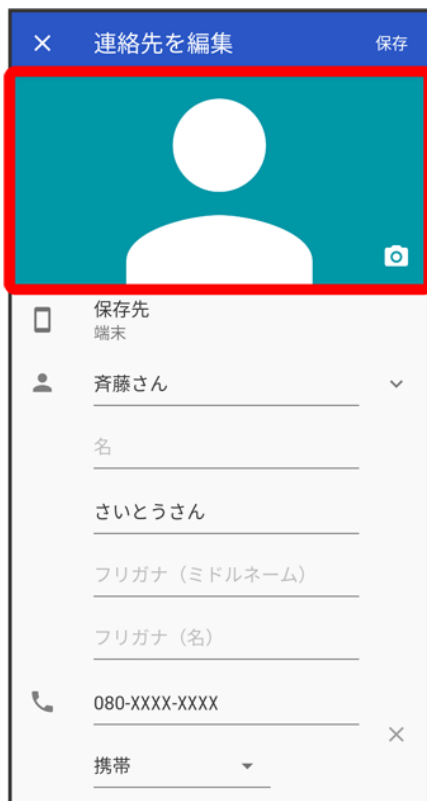 連絡先を編集 保存
保存先
端末
斉藤さん
名
さいとうさん
フリガナ（ミドルネーム）
フリガナ（名）
080-XXXX-XXXX
携帯